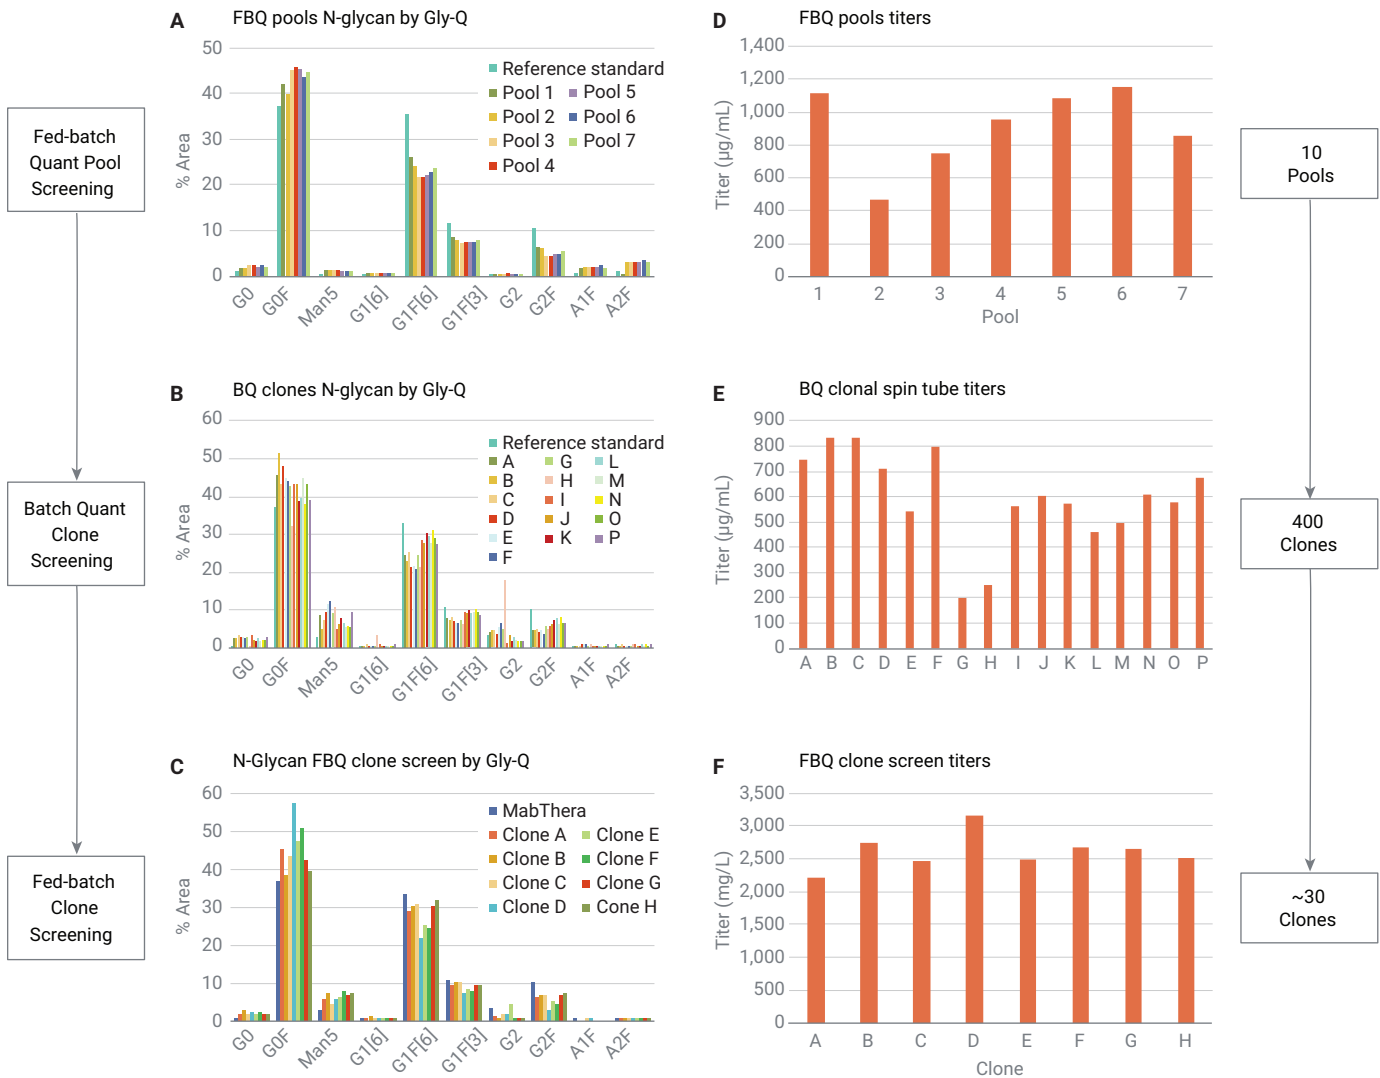 A FBQ pools N-glycan by Gly-Q
50
40
30
20
10
0
% Area
Reference standard
Pool 1 Pool 5
Pool 2 Pool 6
Pool 3 Pool 7
Pool 4
G0 G0F Man5 G1[6] G1F[6] G1F[3] G2 G2F A1F A2F
D FBQ pools titers
1,400
1,200
1,000
800
600
400
200
0
Titer (µg/mL)
1 2 3 4 5 6 7
Pool
Fed-batch
Quant Pool
Screening
10
Pools
B BQ clones N-glycan by Gly-Q
60
50
40
30
20
10
0
% Area
Reference standard
A G L
B H M
C I N
D J O
E K P
F
G0 G0F Man5 G1[6] G1F[6] G1F[3] G2 G2F A1F A2F
E BQ clonal spin tube titers
900
800
700
600
500
400
300
200
100
0
Titer (µg/mL)
A B C D E F G H I J K L M N O P
Batch Quant
Clone
Screening
400
Clones
C N-Glycan FBQ clone screen by Gly-Q
60
50
40
30
20
10
0
% Area
MabThera
Clone A Clone E
Clone B Clone F
Clone C Clone G
Clone D Cone H
G0 G0F Man5 G1[6] G1F[6] G1F[3] G2 G2F A1F A2F
F FBQ clone screen titers
3,500
3,000
2,500
2,000
1,500
1,000
500
0
Titer (mg/L)
A B C D E F G H
Clone
Fed-batch
Clone
Screening
~30
Clones